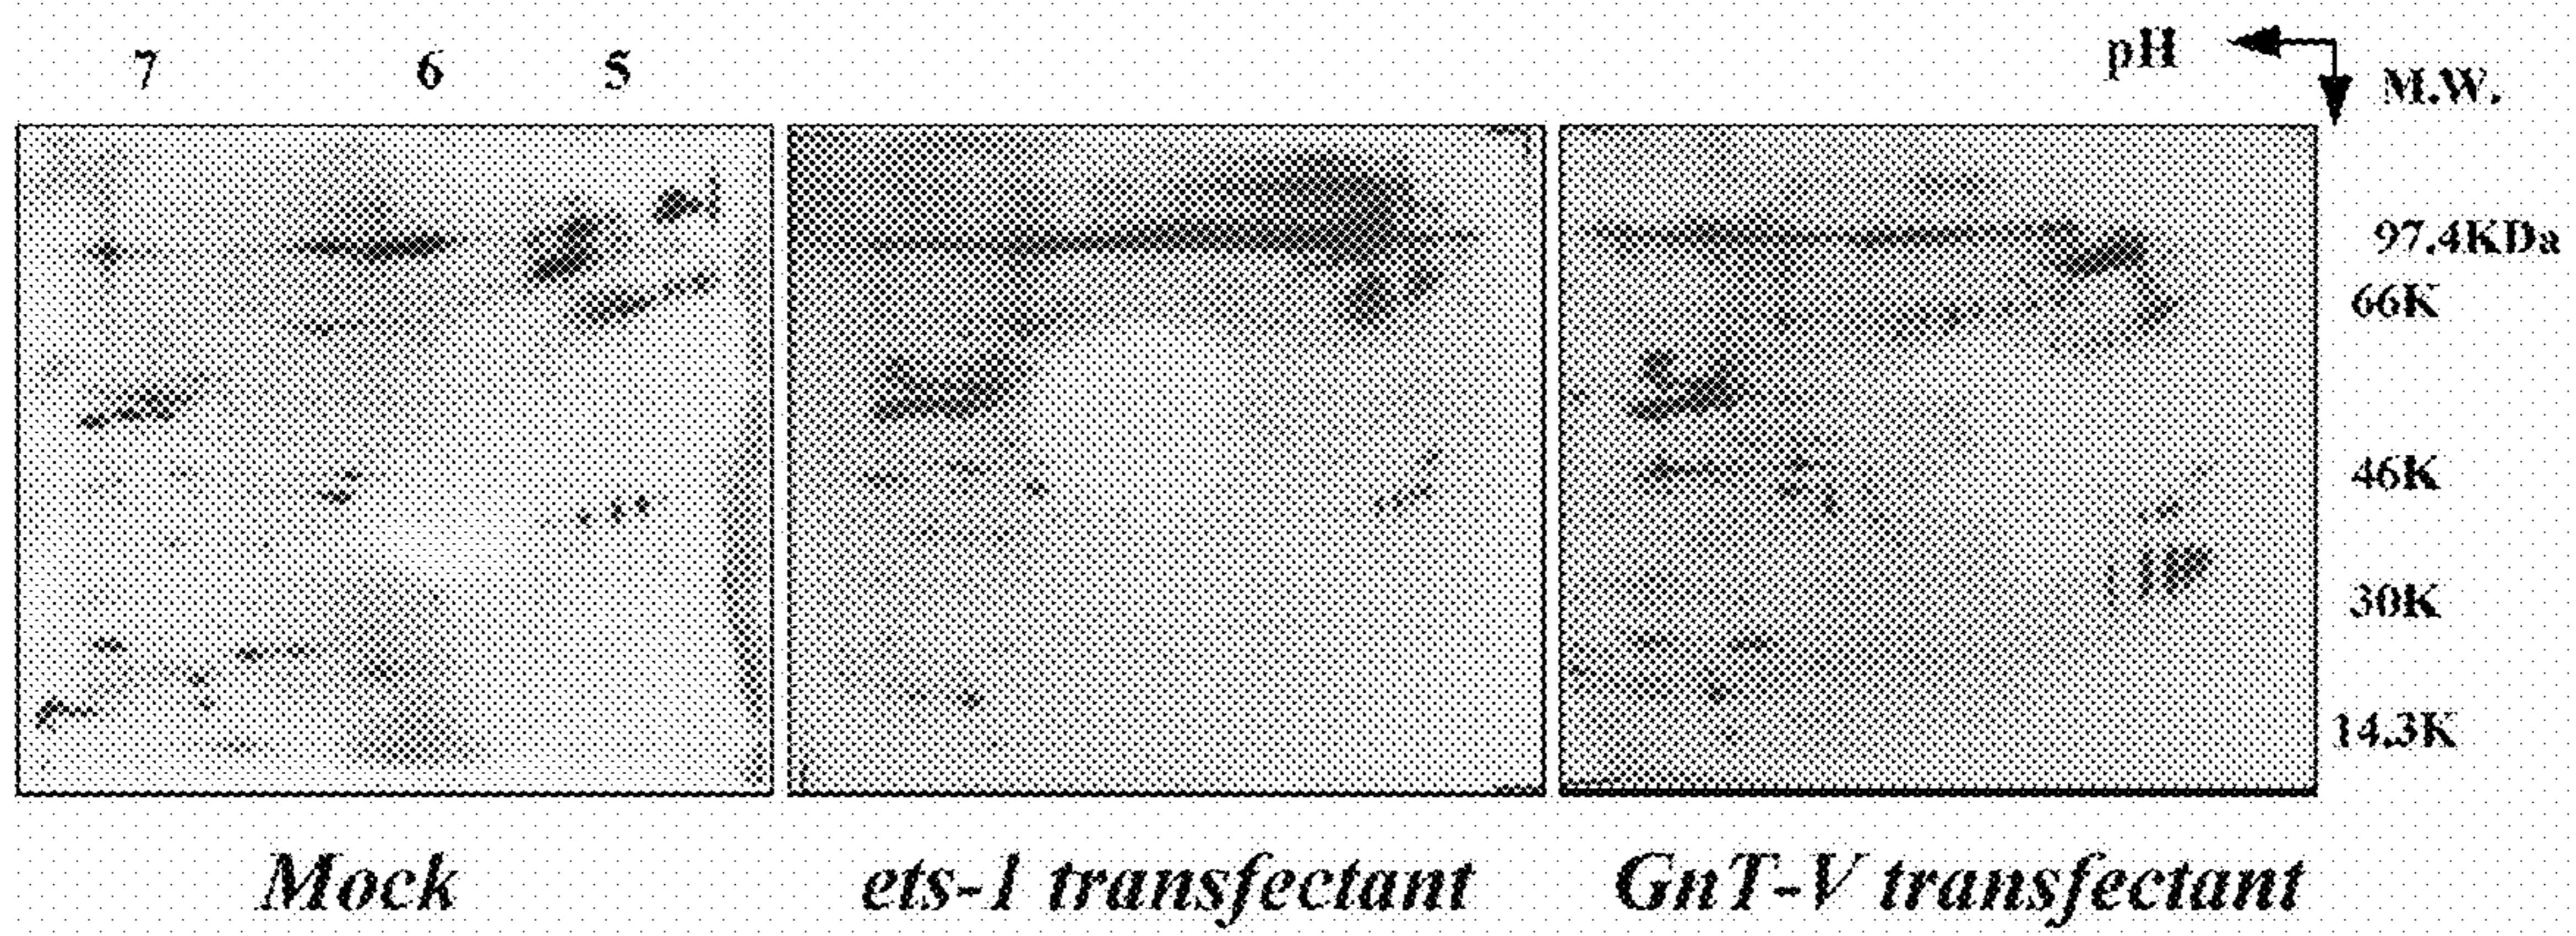 7 6 5 pH M.W.
97.4KDa
66K
46K
30K
14.3K
Mock ets-1 transfectant GnT-V transfectant